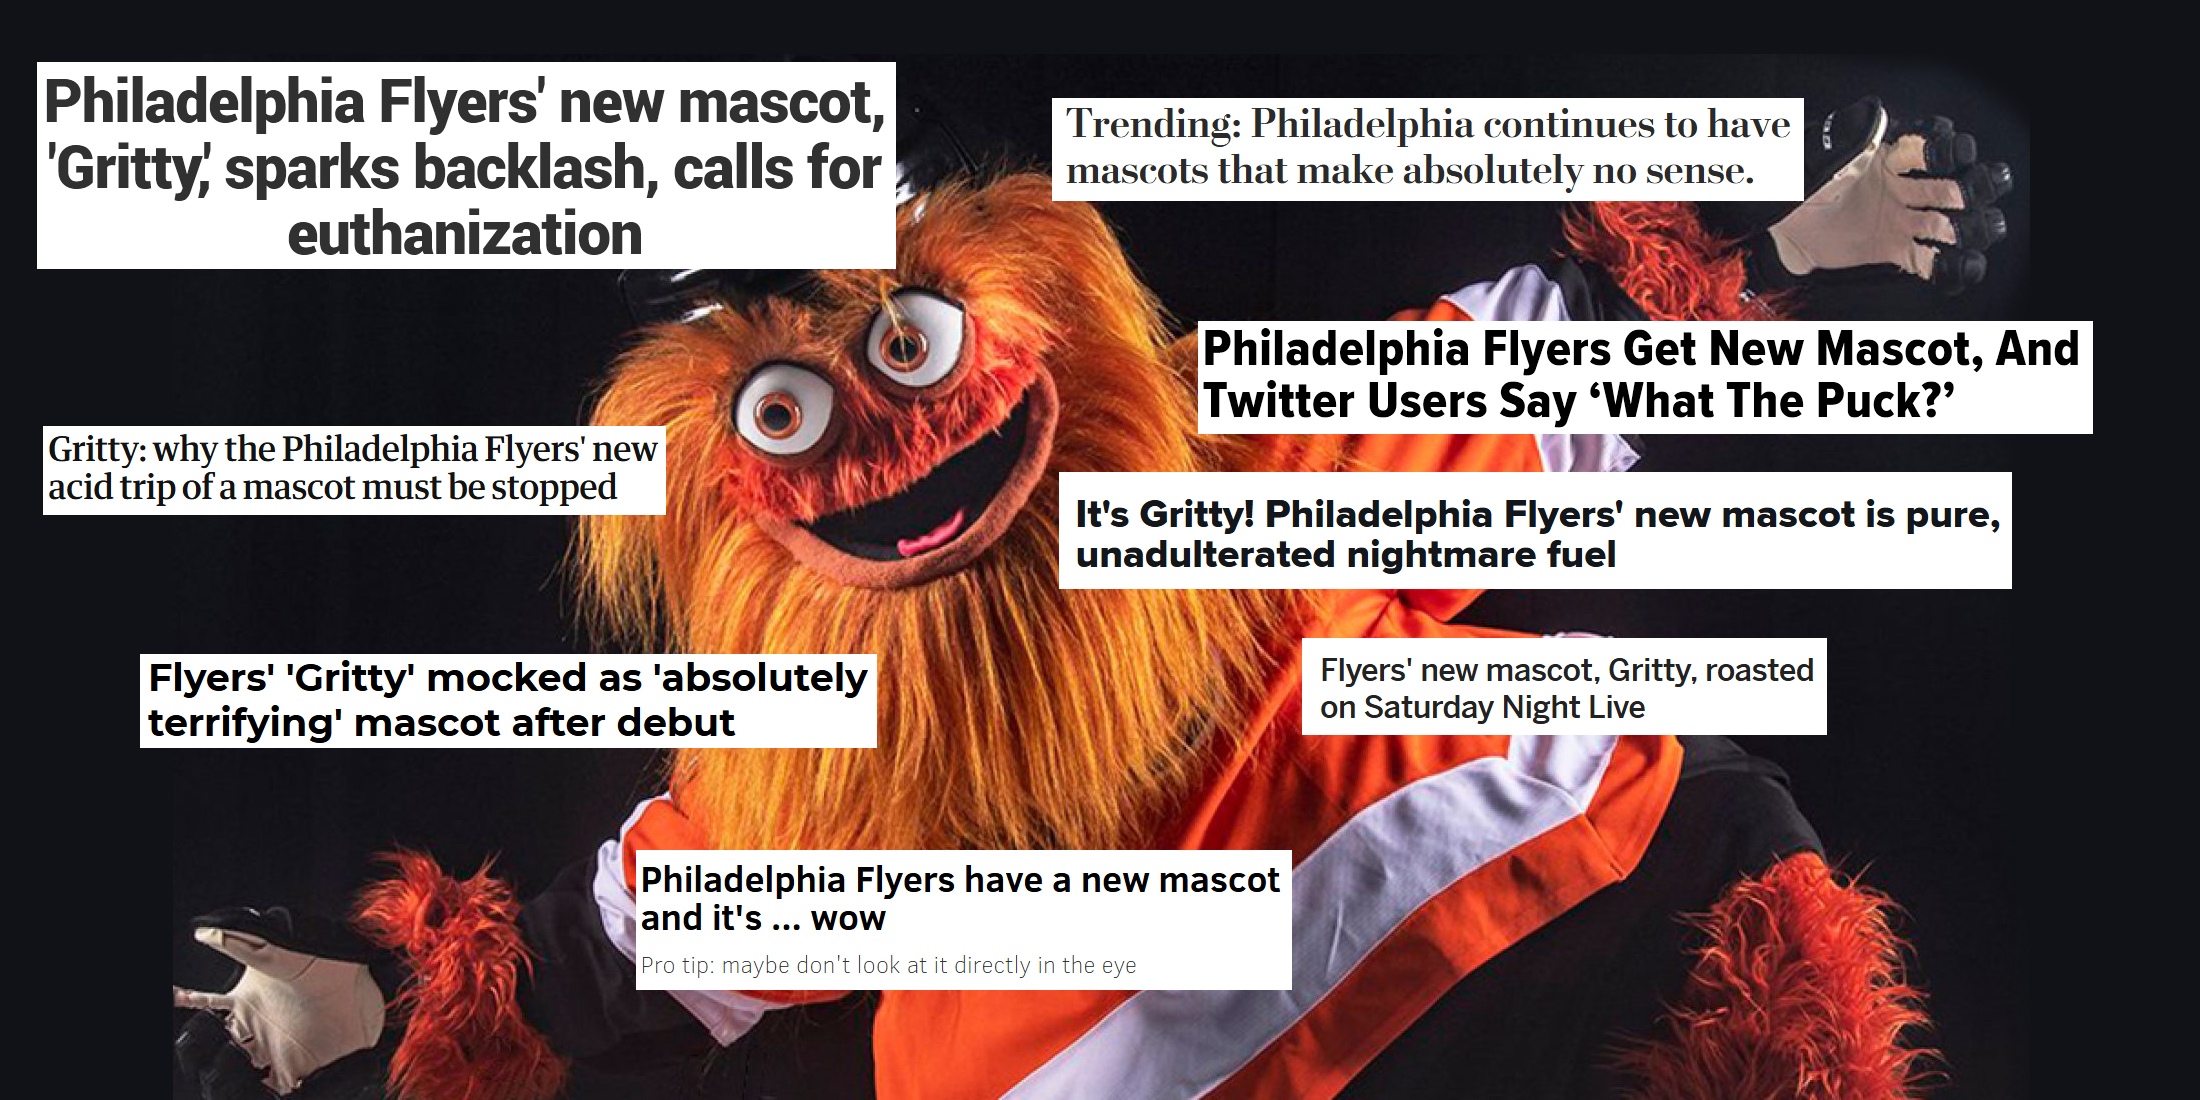 Philadelphia Flyers' new mascot,
'Gritty,' sparks backlash, calls for
euthanization
Trending: Philadelphia continues to have
mascots that make absolutely no sense.
Philadelphia Flyers Get New Mascot, And
Twitter Users Say ‘What The Puck?’
Gritty: why the Philadelphia Flyers' new
acid trip of a mascot must be stopped
It's Gritty! Philadelphia Flyers' new mascot is pure,
unadulterated nightmare fuel
Flyers' 'Gritty' mocked as 'absolutely
terrifying' mascot after debut
Flyers' new mascot, Gritty, roasted
on Saturday Night Live
Philadelphia Flyers have a new mascot
and it's ... wow
Pro tip: maybe don't look at it directly in the eye